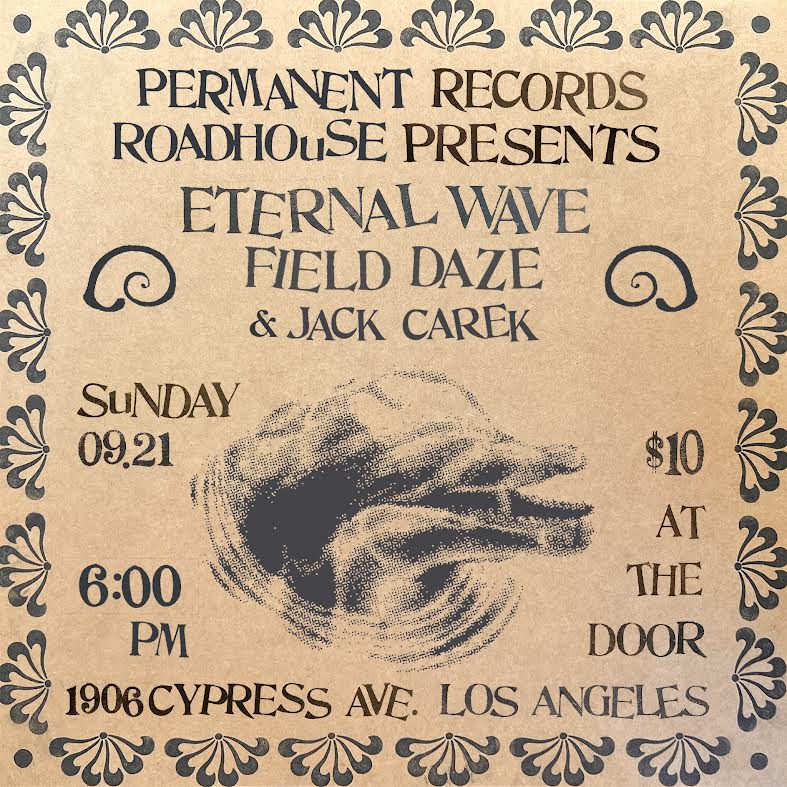 PERMANENT RECORDS
ROADHOuSE PRESENTS
ETERNAL WAVE
FIELD DAZE
& JACK CAREK
SuNDAY
09.21
6:00
PM
$10
AT
THE
DOOR
1906 CYPRESS AVE. LOS ANGELES